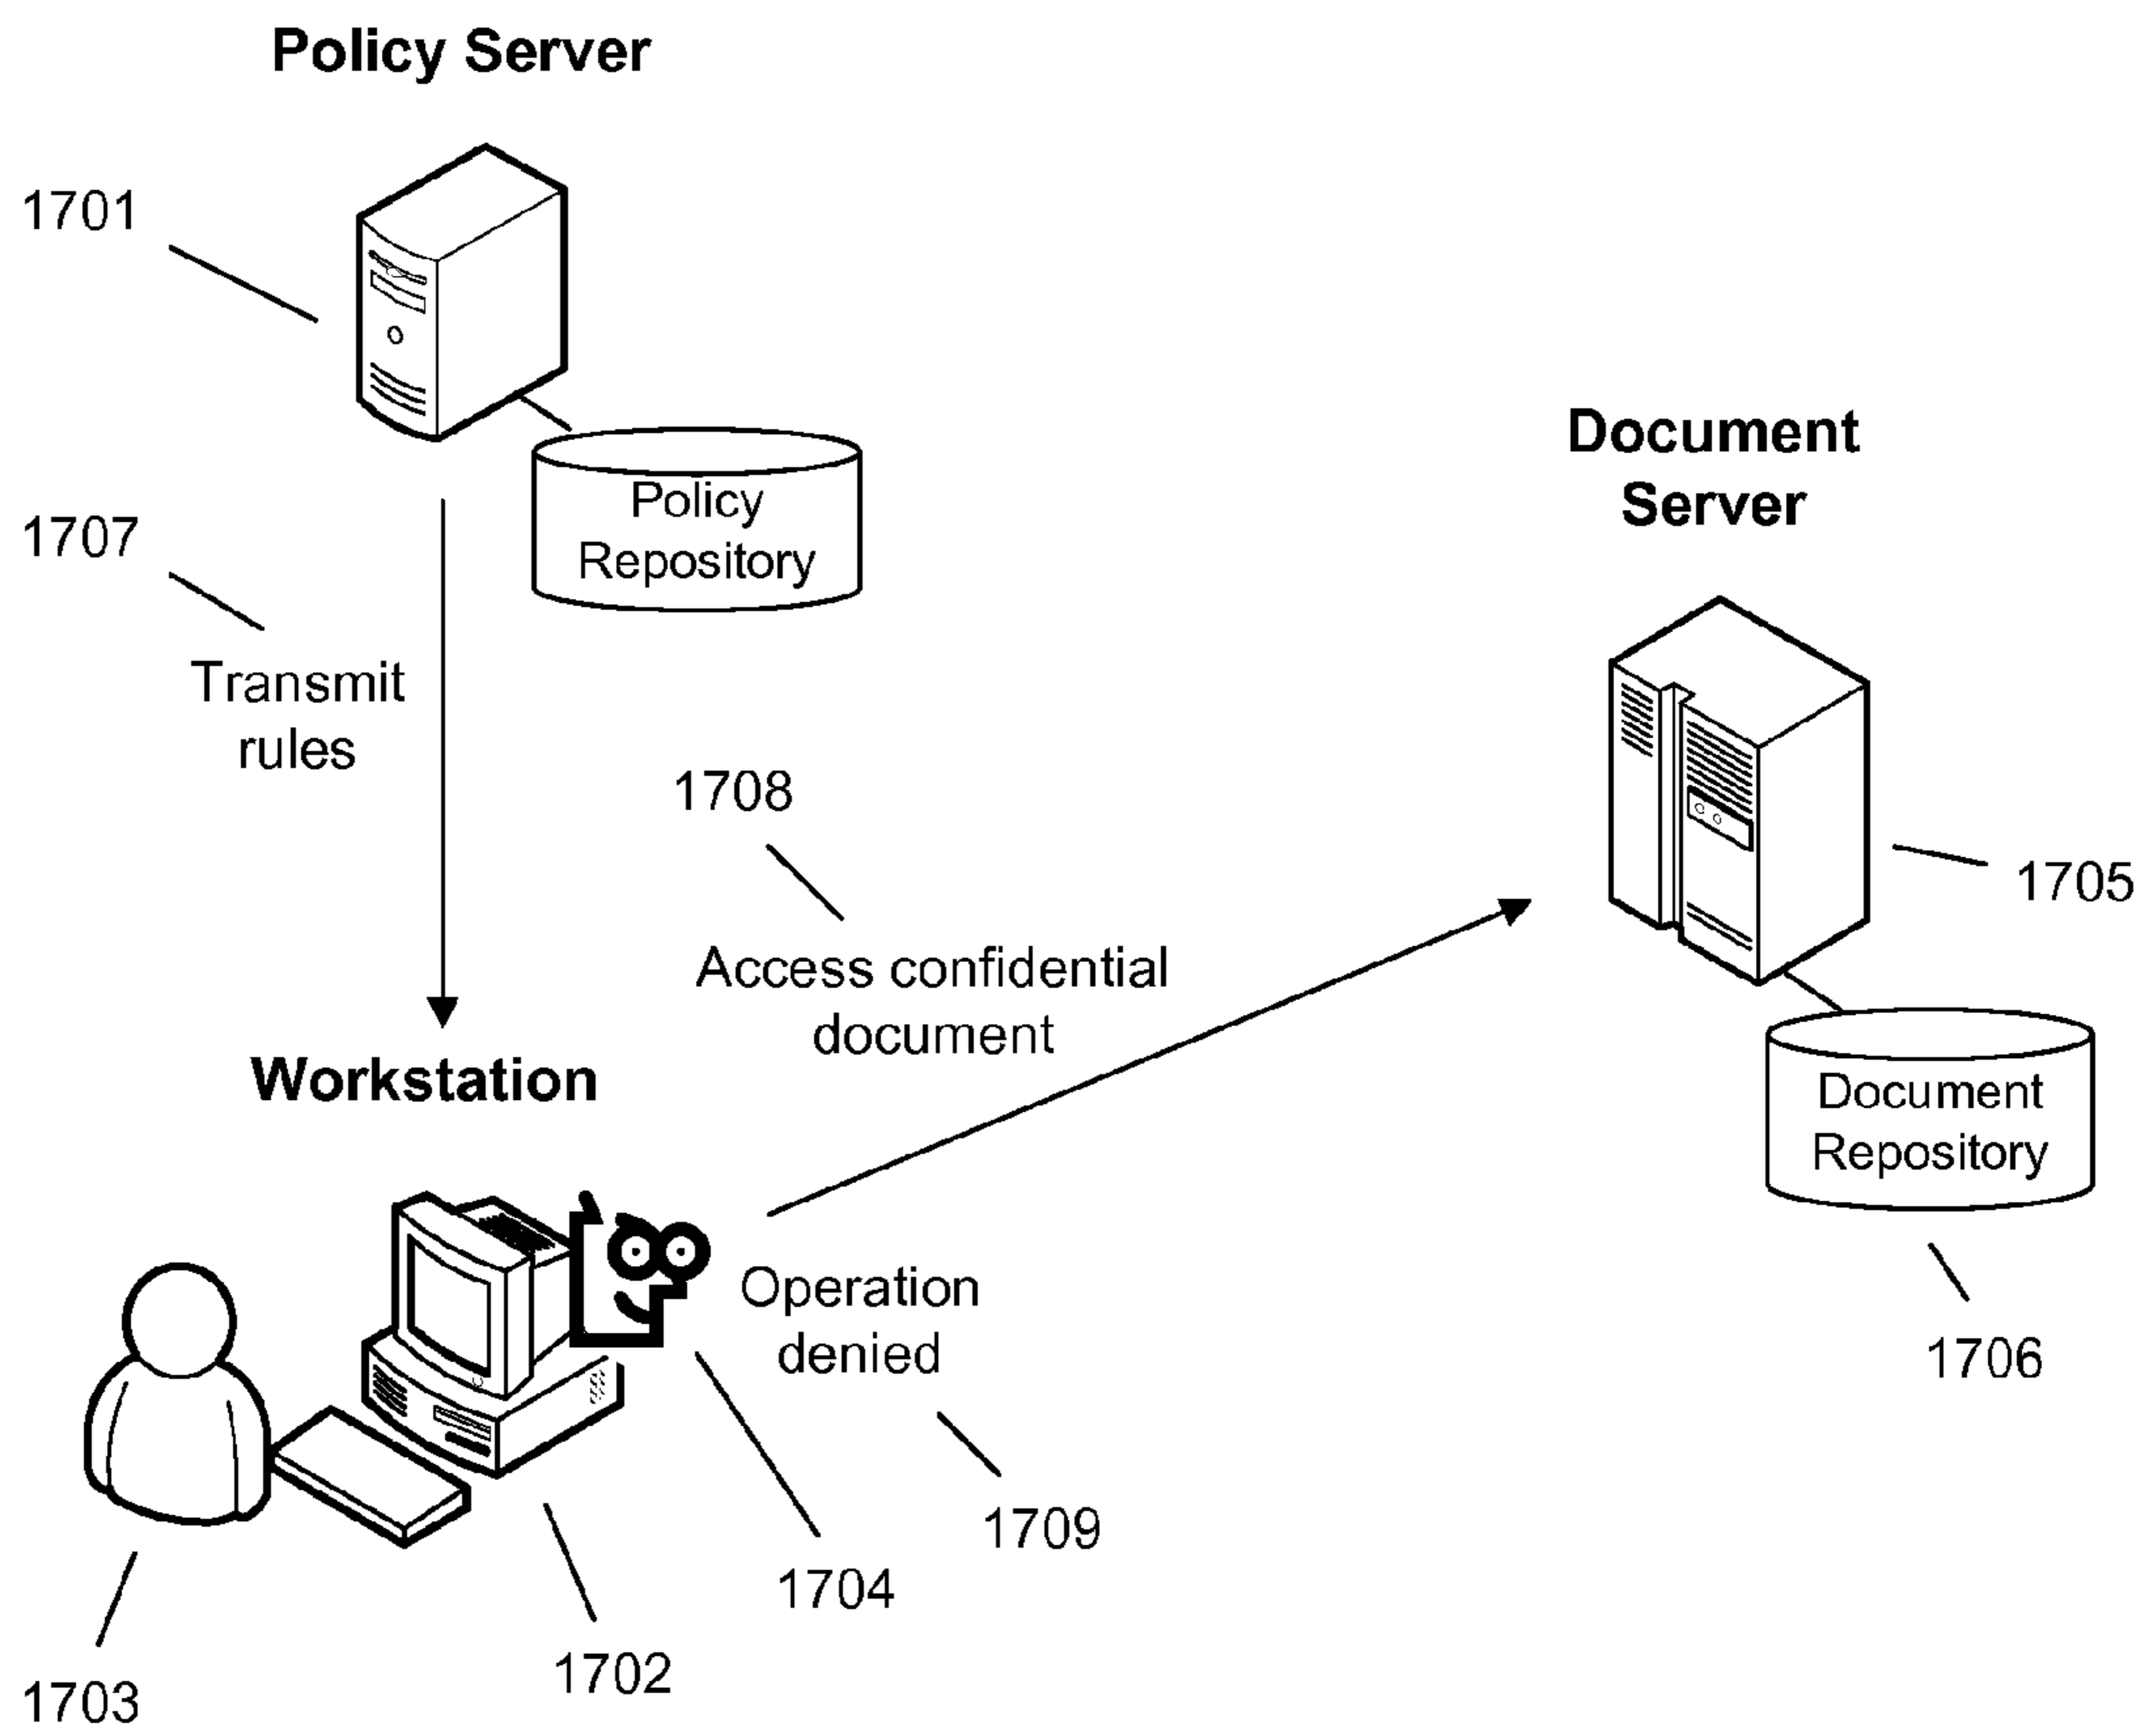 Policy Server
1701
Policy
Repository
1707
Transmit
rules
Document
Server
1708
1705
Access confidential
document
Workstation
Document
Repository
Operation
denied
1706
1709
1704
1702
1703